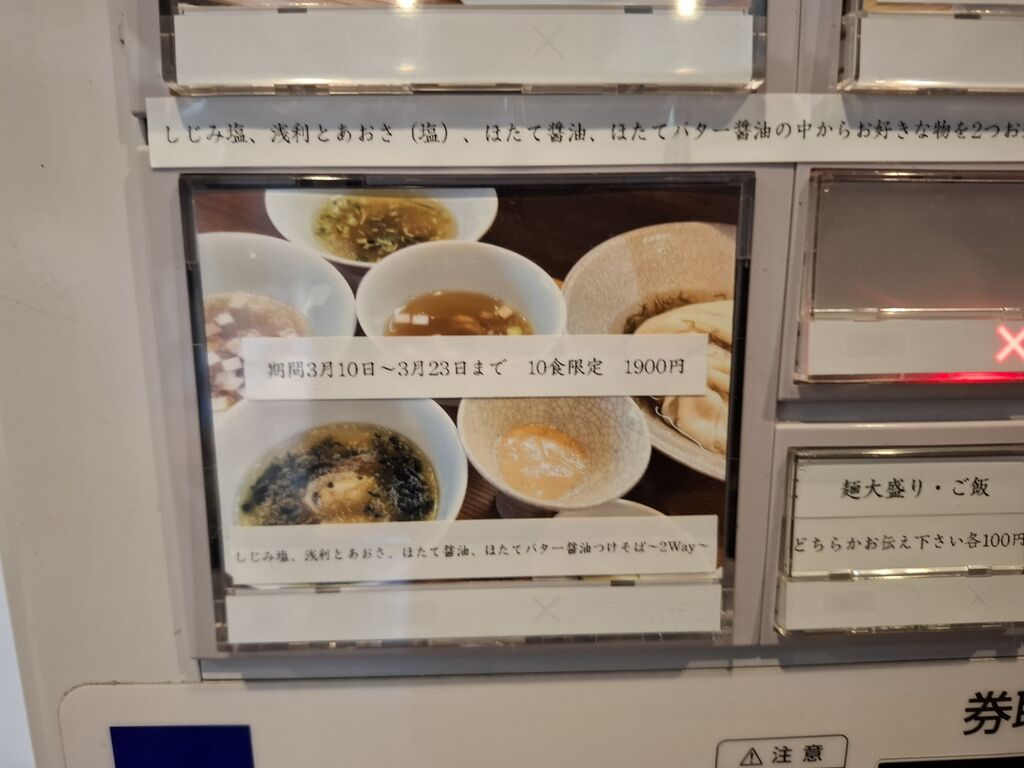 しじみ塩、浅利とあおさ（塩）、ほたて醤油、ほたてバター醤油の中からお好きな物を2つお
期間3月10日〜3月23日まで　10食限定　1900円
しじみ塩、浅利とあおさ、ほたて醤油、ほたてバター醤油つけそば〜2Way〜
麺大盛り・ご飯
どちらかお伝え下さい各100円
券
⚠注意